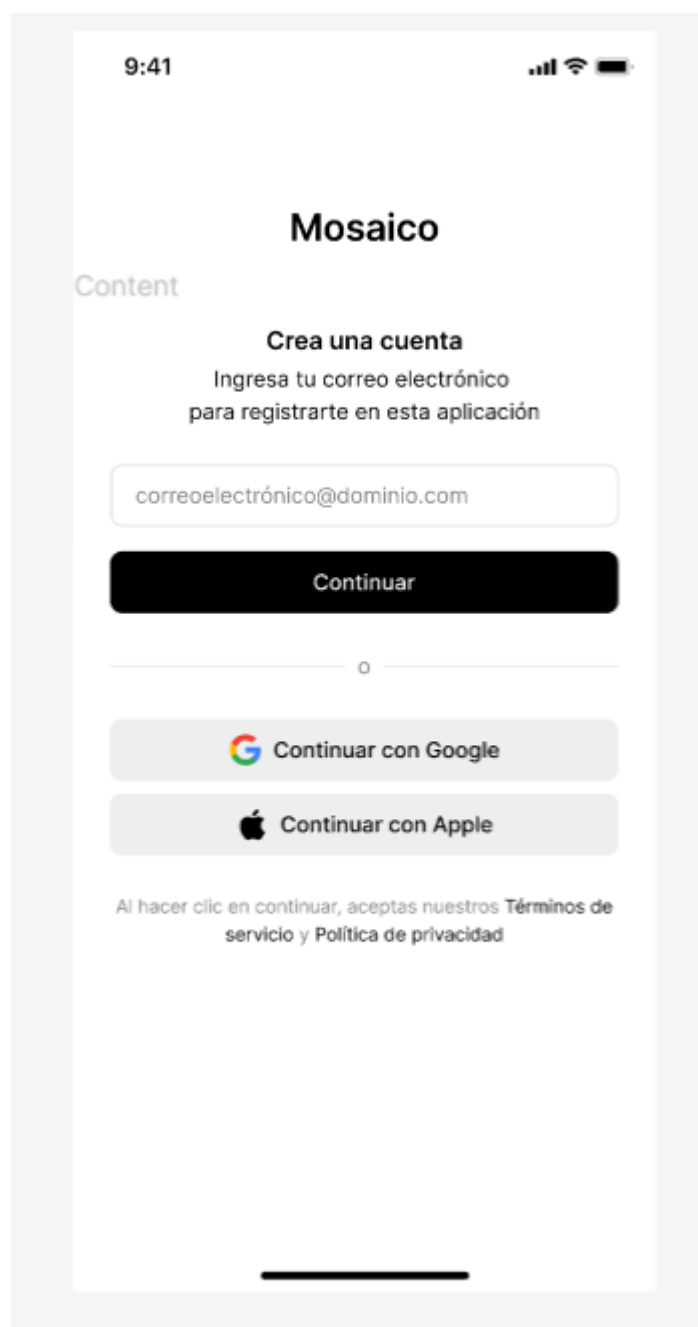 9:41
Mosaico
Content
Crea una cuenta
Ingresa tu correo electrónico
para registrarte en esta aplicación
correoelectrónico@dominio.com
Continuar
o
Continuar con Google
Continuar con Apple
Al hacer clic en continuar, aceptas nuestros Términos de
servicio y Política de privacidad